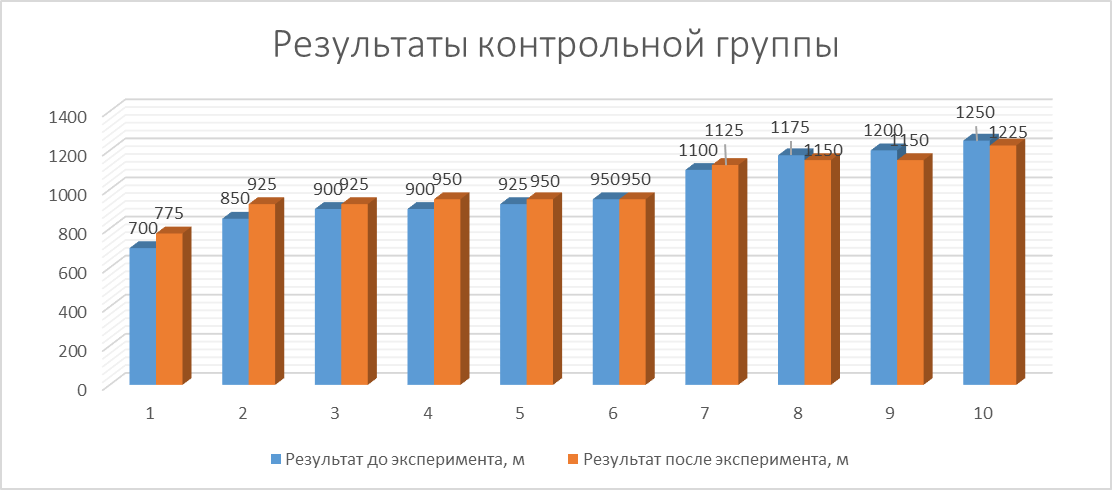 Результаты контрольной группы
1400
1200
1000
800
600
400
200
0
700 775 850 925 900 925 900 950 925 950 950 950 1100 1125 1175 1150 1200 1150 1250 1225
1 2 3 4 5 6 7 8 9 10
Результат до эксперимента, м Результат после эксперимента, м